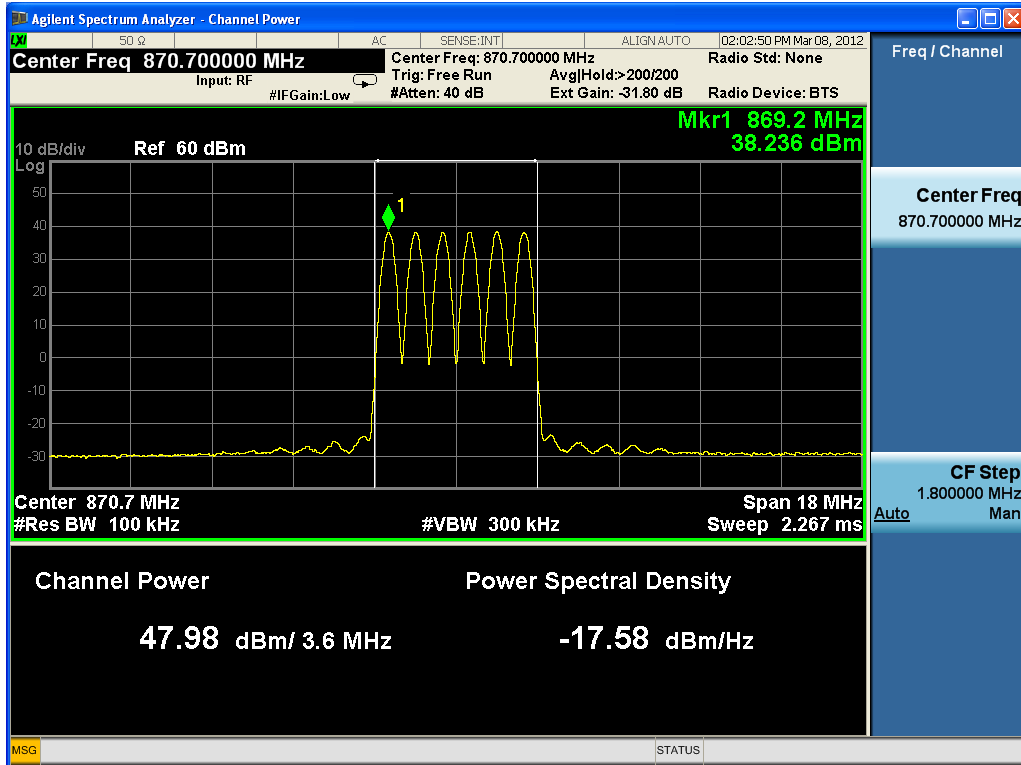 Agilent Spectrum Analyzer - Channel Power
LXI 50 Ω AC SENSE:INT ALIGN AUTO 02:02:50 PM Mar 08, 2012
Center Freq 870.700000 MHz
Input: RF
#IFGain:Low
Center Freq: 870.700000 MHz
Trig: Free Run Avg|Hold:>200/200
#Atten: 40 dB Ext Gain: -31.80 dB
Radio Std: None
Radio Device: BTS
Mkr1 869.2 MHz
38.236 dBm
10 dB/div Ref 60 dBm
Log
50
40
30
20
10
0
-10
-20
-30
1
Center 870.7 MHz Span 18 MHz
#Res BW 100 kHz #VBW 300 kHz Sweep 2.267 ms
Channel Power Power Spectral Density
47.98 dBm/ 3.6 MHz -17.58 dBm/Hz
Freq / Channel
Center Freq
870.700000 MHz
CF Step
1.800000 MHz
Auto Man
MSG STATUS